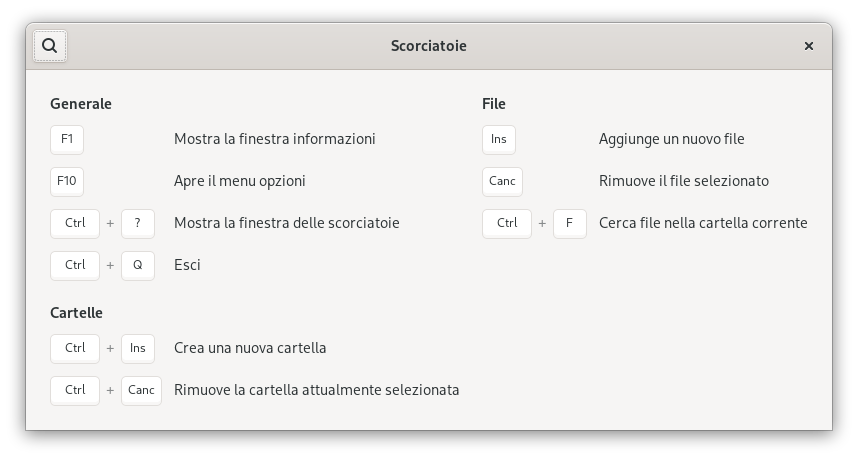 Scorciatoie
Generale
F1 Mostra la finestra informazioni
F10 Apre il menu opzioni
Ctrl + ? Mostra la finestra delle scorciatoie
Ctrl + Q Esci
Cartelle
Ctrl + Ins Crea una nuova cartella
Ctrl + Canc Rimuove la cartella attualmente selezionata
File
Ins Aggiunge un nuovo file
Canc Rimuove il file selezionato
Ctrl + F Cerca file nella cartella corrente